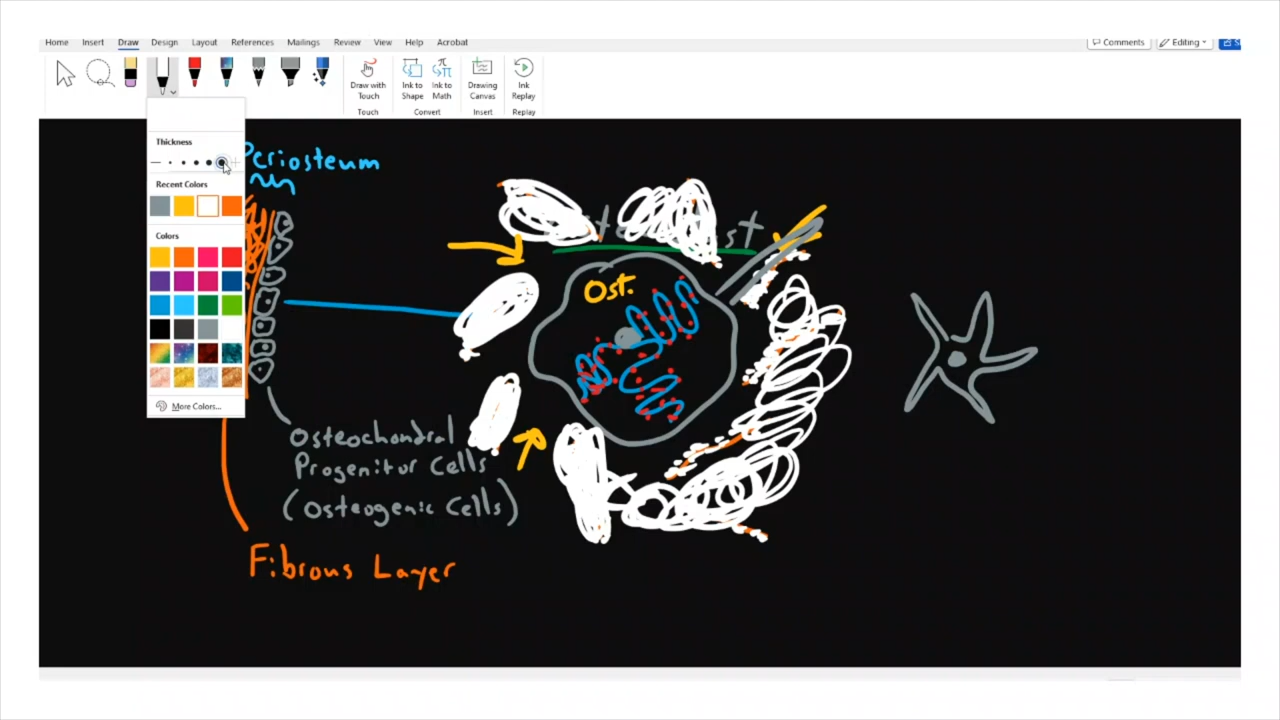 Home Insert Draw Design Layout References Mailings Review View Help Acrobat
Comments Editing
Draw with Touch
Ink to Shape
Ink to Math
Drawing Canvas
Ink Replay
Touch Convert Insert Replay
Thickness
Recent Colors
Colors
More Colors...
Periosteum
Ost.
Osteochondral
Progenitor Cells
(Osteogenic Cells)
Fibrous Layer